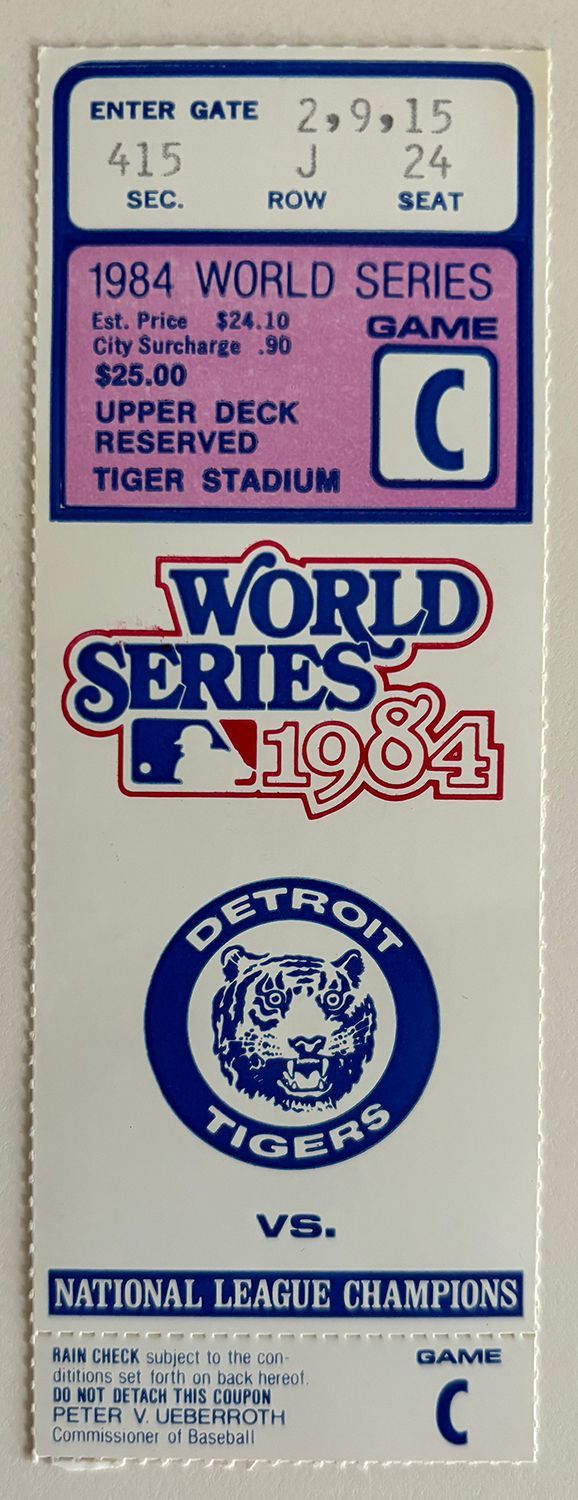 ENTER GATE 2,9,15
415 J 24
SEC. ROW SEAT
1984 WORLD SERIES
Est. Price $24.10
City Surcharge .90
$25.00
UPPER DECK
RESERVED
TIGER STADIUM
GAME
C
WORLD
SERIES
1984
DETROIT
TIGERS
VS.
NATIONAL LEAGUE CHAMPIONS
RAIN CHECK subject to the con-
dititions set forth on back hereof.
DO NOT DETACH THIS COUPON
PETER V. UEBERROTH
Commissioner of Baseball
GAME
C